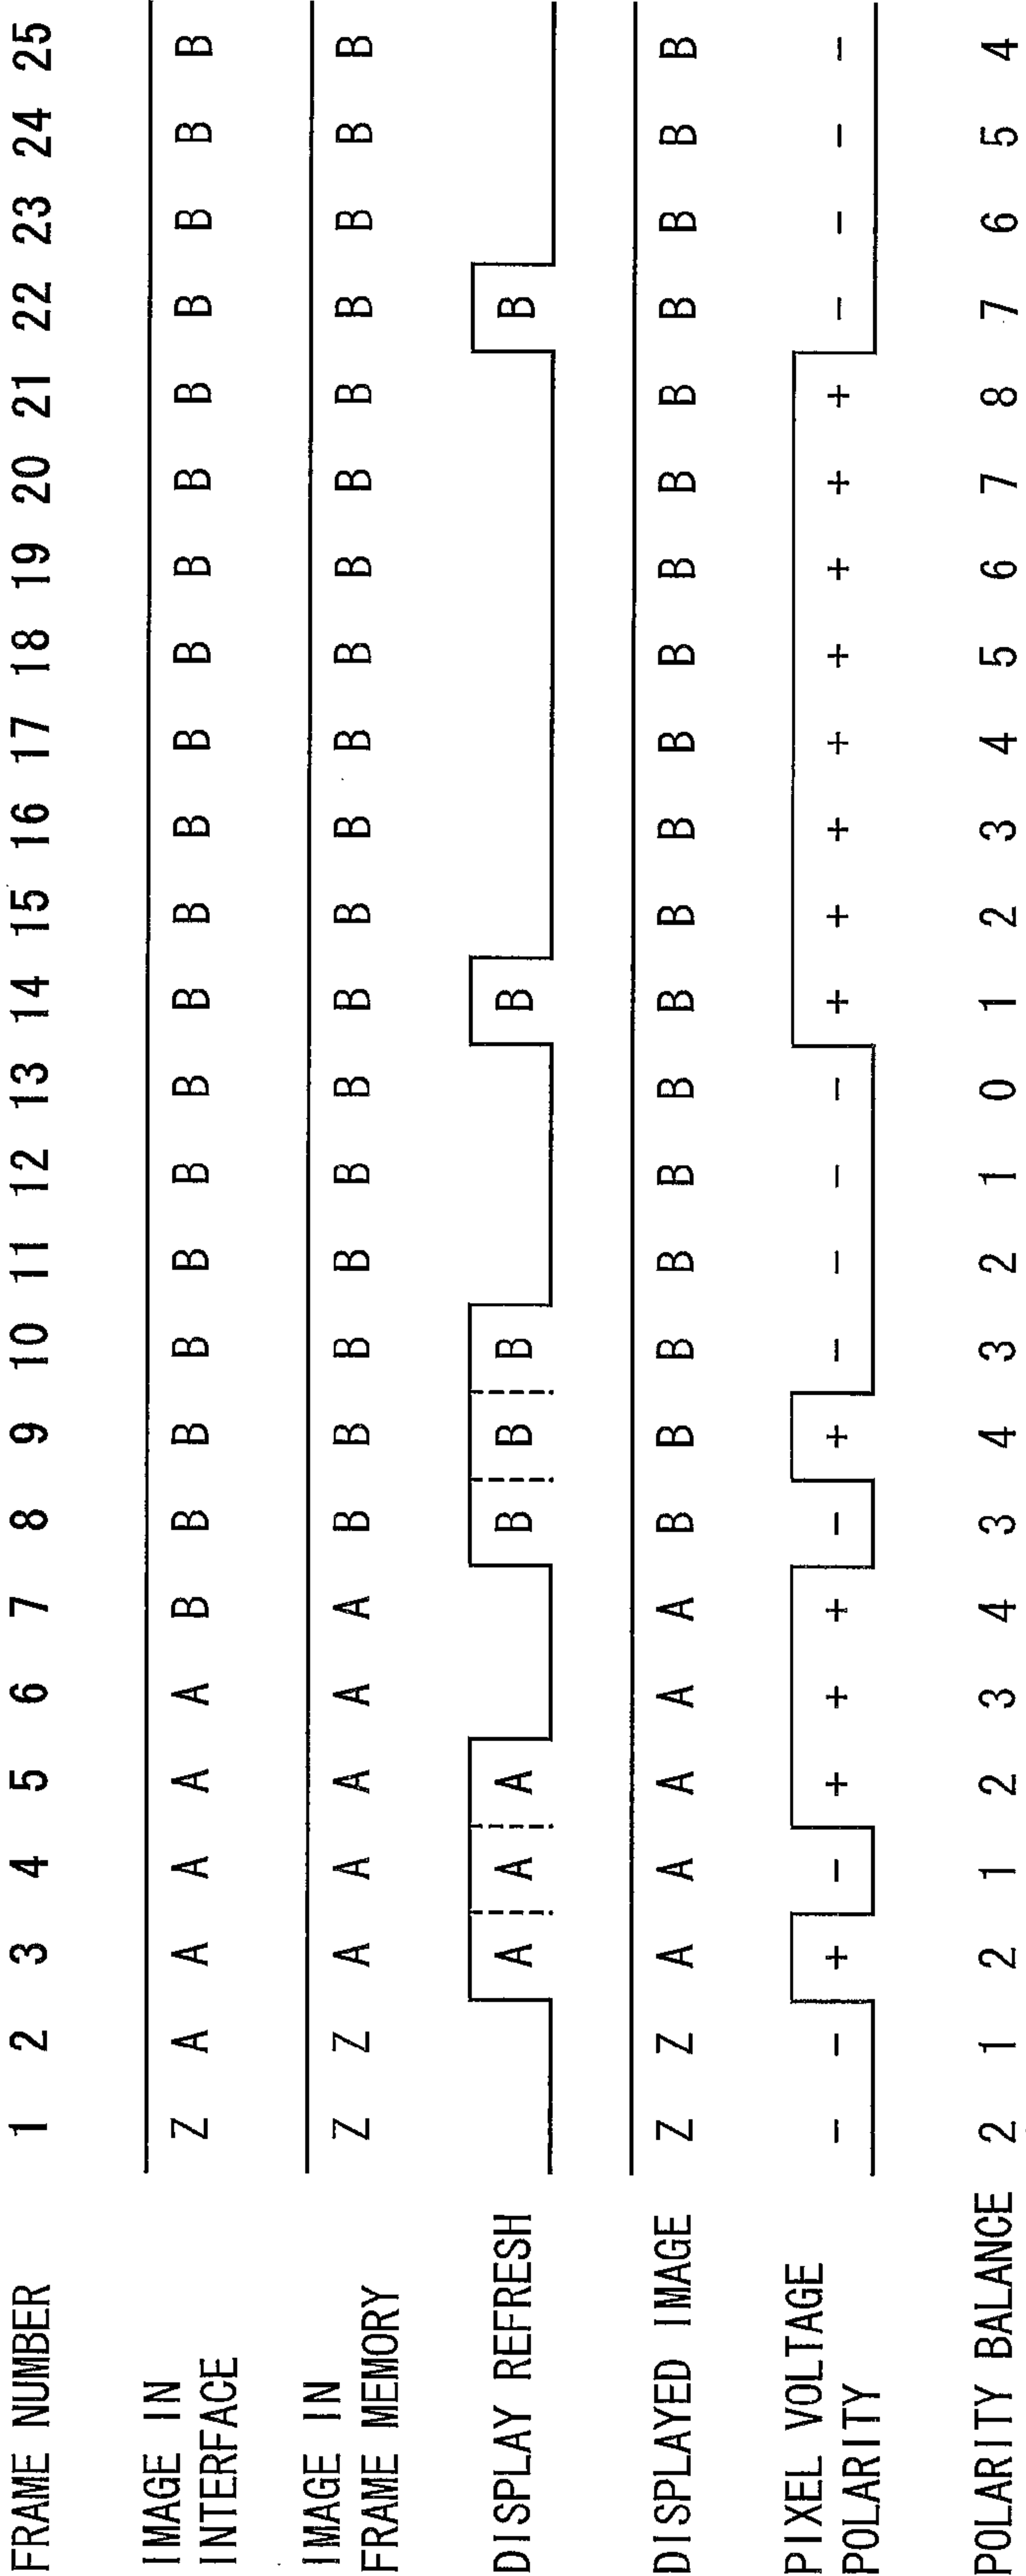 FRAME NUMBER 1 2 3 4 5 6 7 8 9 10 11 12 13 14 15 16 17 18 19 20 21 22 23 24 25
IMAGE IN
INTERFACE Z A A A A A B B B B B B B B B B B B B B B B B B B
IMAGE IN
FRAME MEMORY Z Z A A A A A B B B B B B B B B B B B B B B B B B
DISPLAY REFRESH A A A B B B B B
DISPLAYED IMAGE Z Z A A A A A B B B B B B B B B B B B B B B B B B
PIXEL VOLTAGE
POLARITY - - + - + + + - + - - - - + + + + + + + + - - - -
POLARITY BALANCE 2 1 2 1 2 3 4 3 4 3 2 1 0 1 2 3 4 5 6 7 8 7 6 5 4